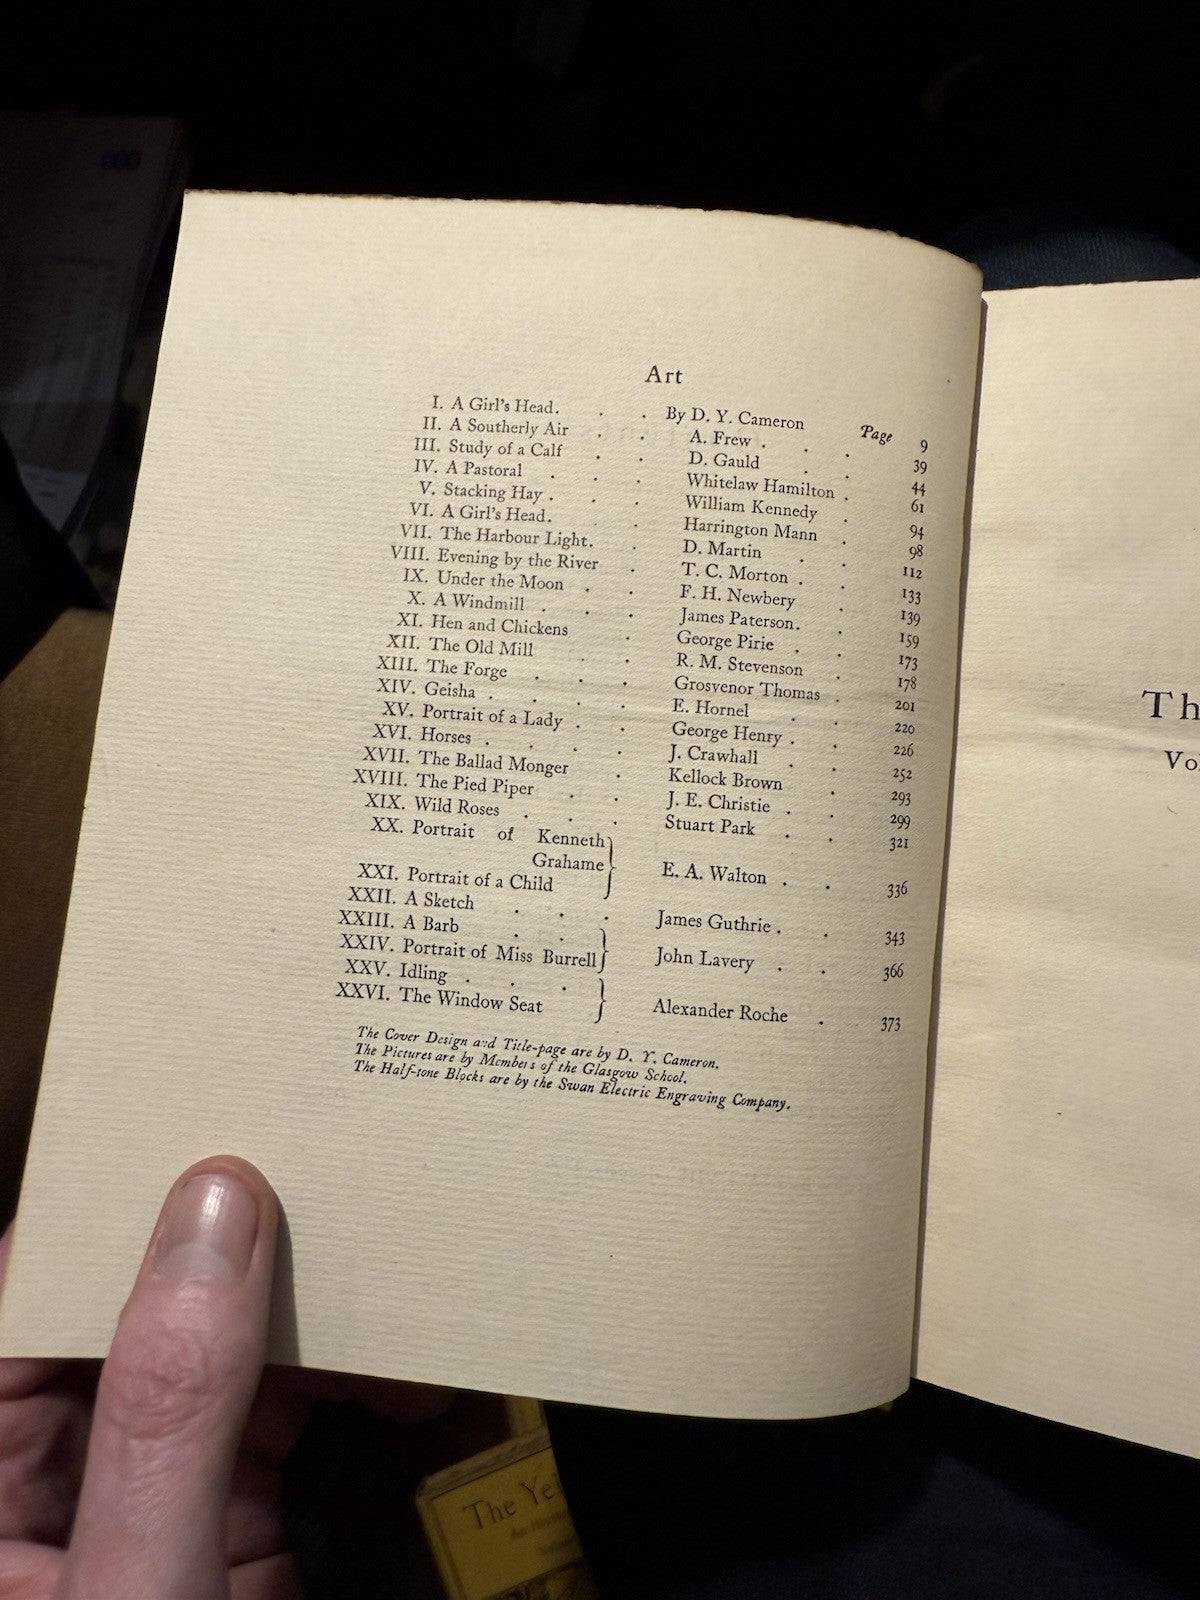 Art
Page
I. A Girl's Head. . . By D. Y. Cameron 9
II. A Southerly Air . . A. Frew . . . 39
III. Study of a Calf . . D. Gauld . . 44
IV. A Pastoral . . . Whitelaw Hamilton . 61
V. Stacking Hay . . . William Kennedy . 94
VI. A Girl's Head. . . Harrington Mann . 98
VII. The Harbour Light. . D. Martin . . 112
VIII. Evening by the River . T. C. Morton . . 133
IX. Under the Moon . . F. H. Newbery . 139
X. A Windmill . . . James Paterson. . 159
XI. Hen and Chickens . George Pirie . . 173
XII. The Old Mill . . R. M. Stevenson . 178
XIII. The Forge . . . Grosvenor Thomas . 201
XIV. Geisha . . . . E. Hornel . . 220
XV. Portrait of a Lady . . George Henry . . 226
XVI. Horses . . . . J. Crawhall . . 252
XVII. The Ballad Monger . Kellock Brown . 293
XVIII. The Pied Piper . . J. E. Christie . . 299
XIX. Wild Roses . . . Stuart Park . . 321
XX. Portrait of Kenneth
Grahame } E. A. Walton . . 336
XXI. Portrait of a Child
XXII. A Sketch . . . James Guthrie . . 343
XXIII. A Barb . . } John Lavery . . 366
XXIV. Portrait of Miss Burrell
XXV. Idling . . . } Alexander Roche . 373
XXVI. The Window Seat
The Cover Design and Title-page are by D. Y. Cameron.
The Pictures are by Members of the Glasgow School.
The Half-tone Blocks are by the Swan Electric Engraving Company.
Th
Vo
The Ye